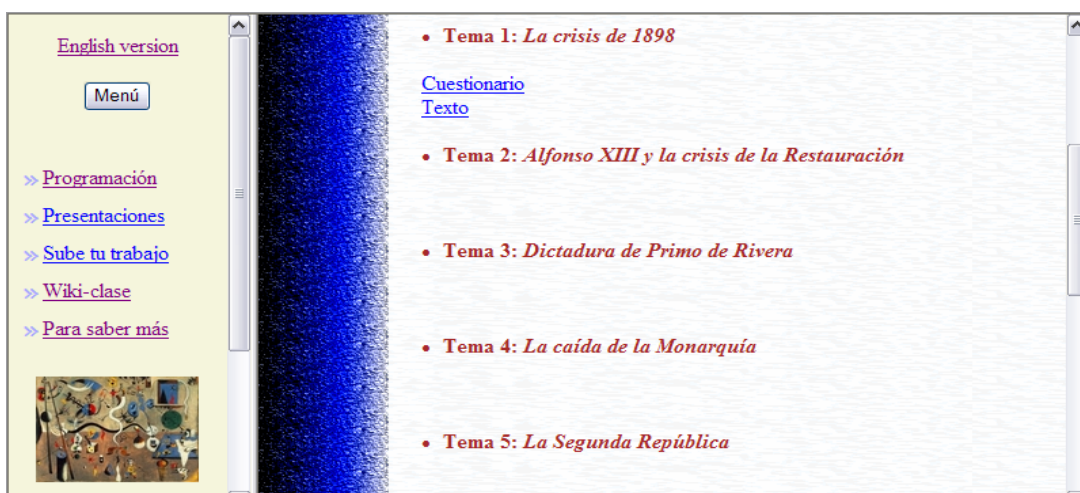 English version
Menú
» Programación
» Presentaciones
» Sube tu trabajo
» Wiki-clase
» Para saber más
• Tema 1: La crisis de 1898
Cuestionario
Texto
• Tema 2: Alfonso XIII y la crisis de la Restauración
• Tema 3: Dictadura de Primo de Rivera
• Tema 4: La caída de la Monarquía
• Tema 5: La Segunda República